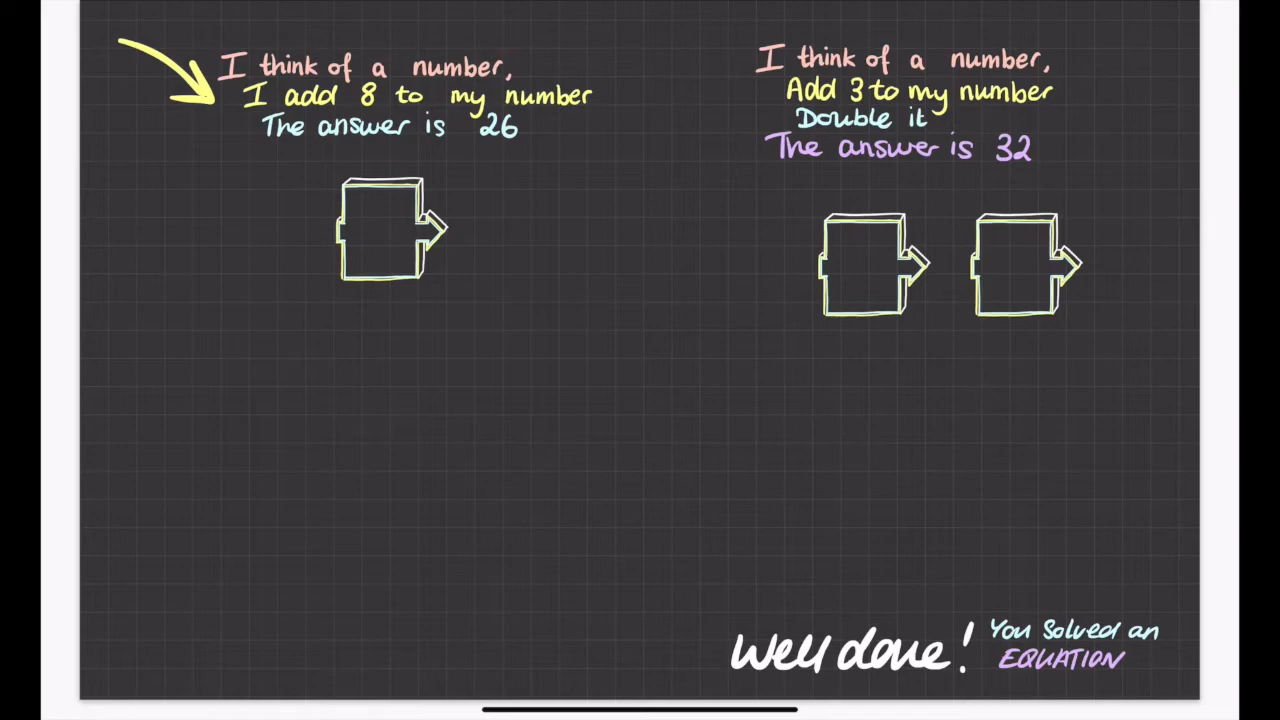 I think of a number,
I add 8 to my number
The answer is 26
I think of a number,
Add 3 to my number
Double it
The answer is 32
Well done! You solved an
EQUATION